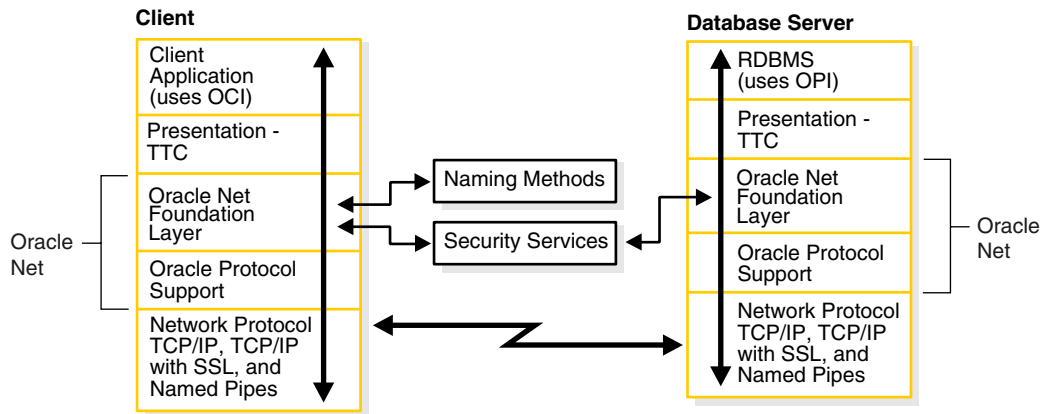 Client
Client
Application
(uses OCI)
Presentation -
TTC
Oracle Net
Foundation
Layer
Oracle Protocol
Support
Network Protocol
TCP/IP, TCP/IP
with SSL, and
Named Pipes
Oracle
Net
Naming Methods
Security Services
Database Server
RDBMS
(uses OPI)
Presentation -
TTC
Oracle Net
Foundation
Layer
Oracle Protocol
Support
Network Protocol
TCP/IP, TCP/IP
with SSL, and
Named Pipes
Oracle
Net